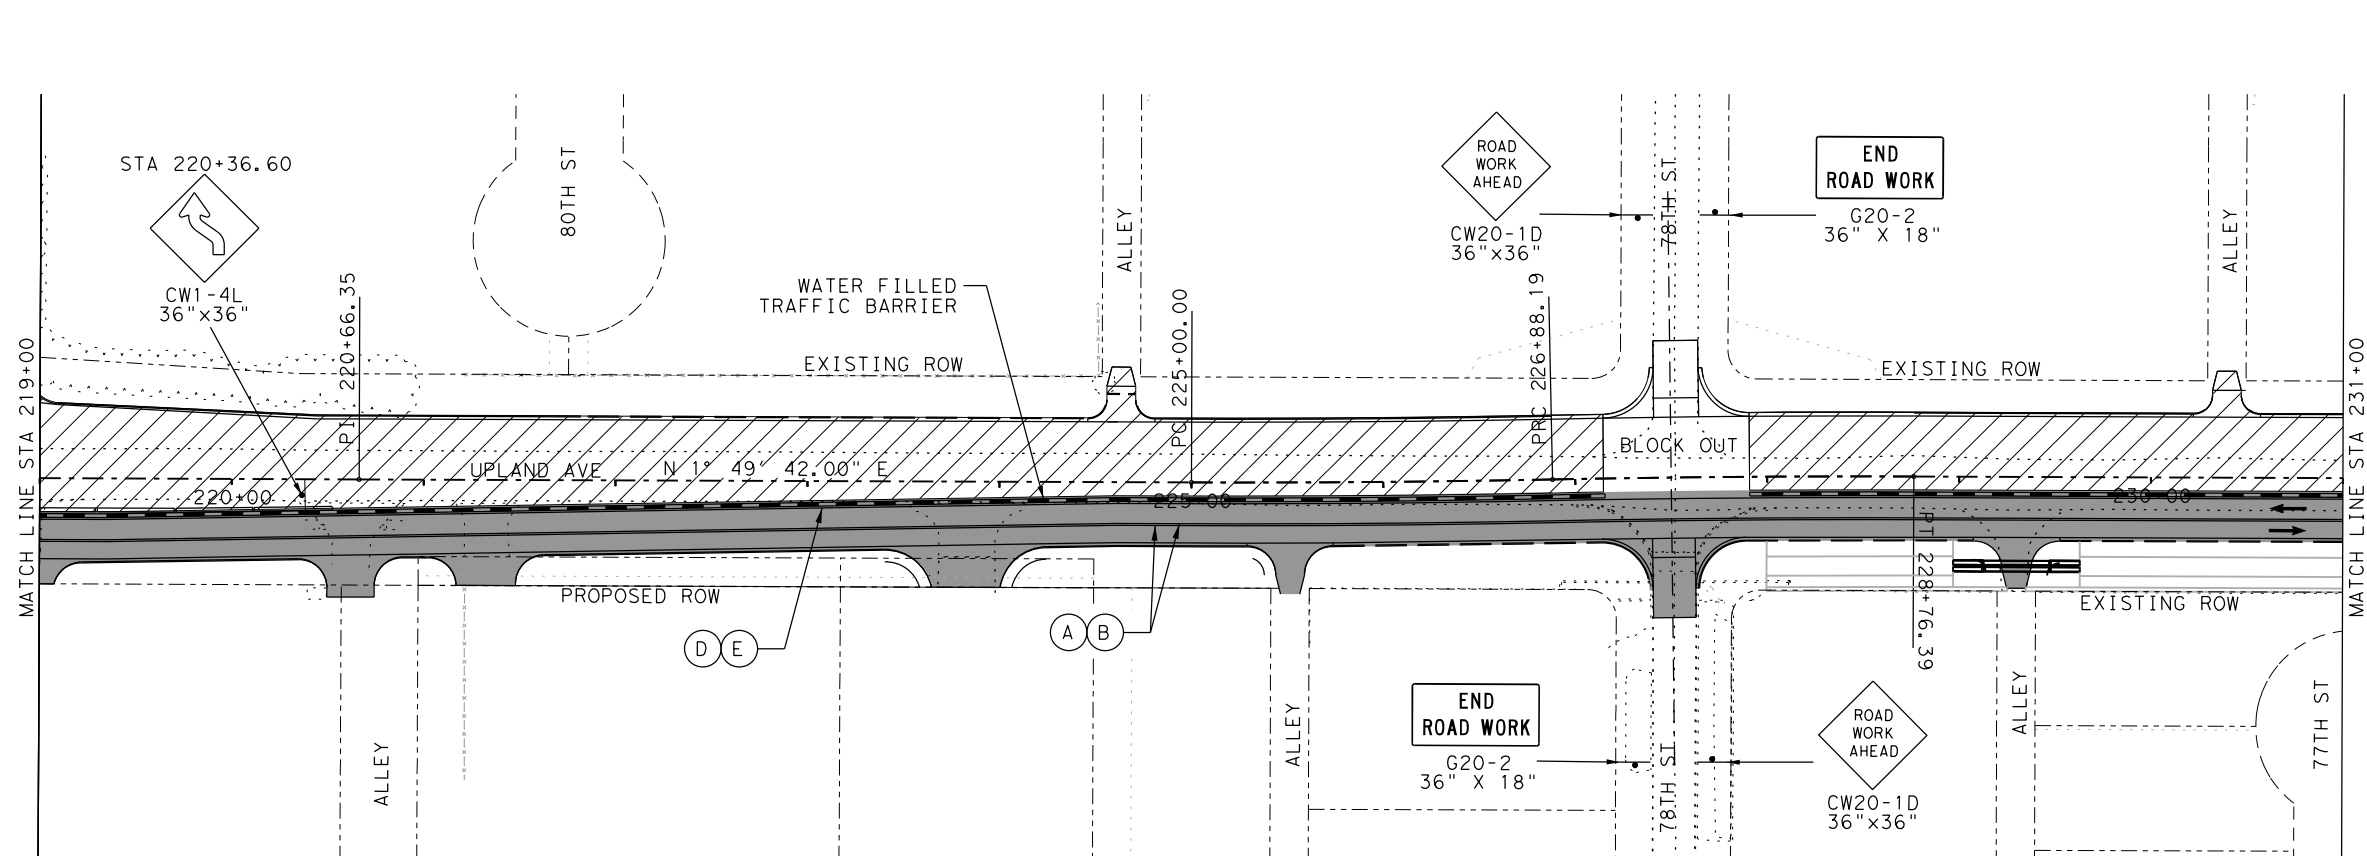 STA 220+36.60
CW1-4L
36"x36"
80TH ST
ALLEY
ROAD
WORK
AHEAD
CW20-1D
36"x36"
78TH ST
END
ROAD WORK
G20-2
36" X 18"
ALLEY
WATER FILLED
TRAFFIC BARRIER
PI 220+66.35
PC 225+00.00
PRC 226+88.19
EXISTING ROW
EXISTING ROW
MATCH LINE STA 219+00
MATCH LINE STA 231+00
BLOCK OUT
UPLAND AVE
N 1° 49' 42.00" E
220+00
225+00
230+00
PT 228+76.39
PROPOSED ROW
EXISTING ROW
D
E
A
B
ALLEY
ALLEY
END
ROAD WORK
G20-2
36" X 18"
78TH ST
ROAD
WORK
AHEAD
CW20-1D
36"x36"
ALLEY
77TH ST